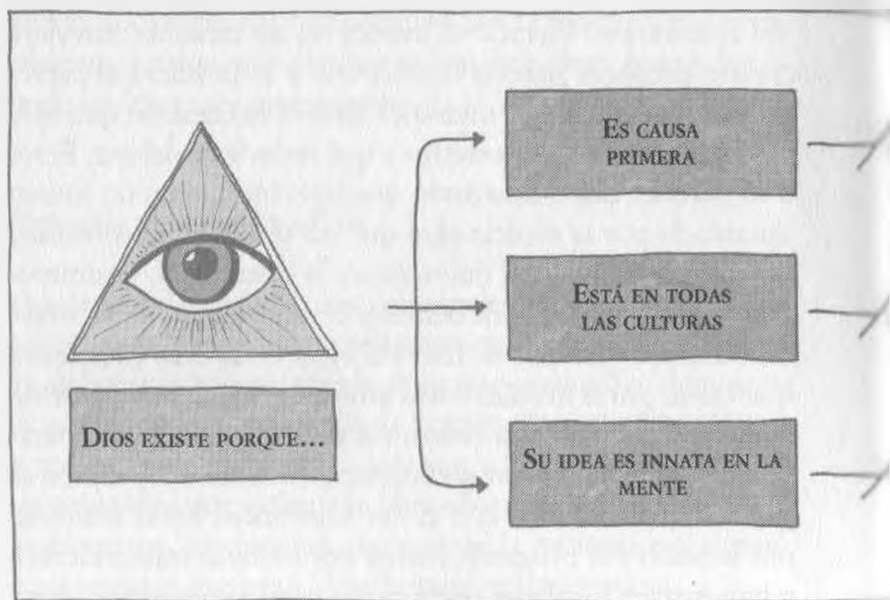 DIOS EXISTE PORQUE...
ES CAUSA
PRIMERA
ESTÁ EN TODAS
LAS CULTURAS
SU IDEA ES INNATA EN LA
MENTE